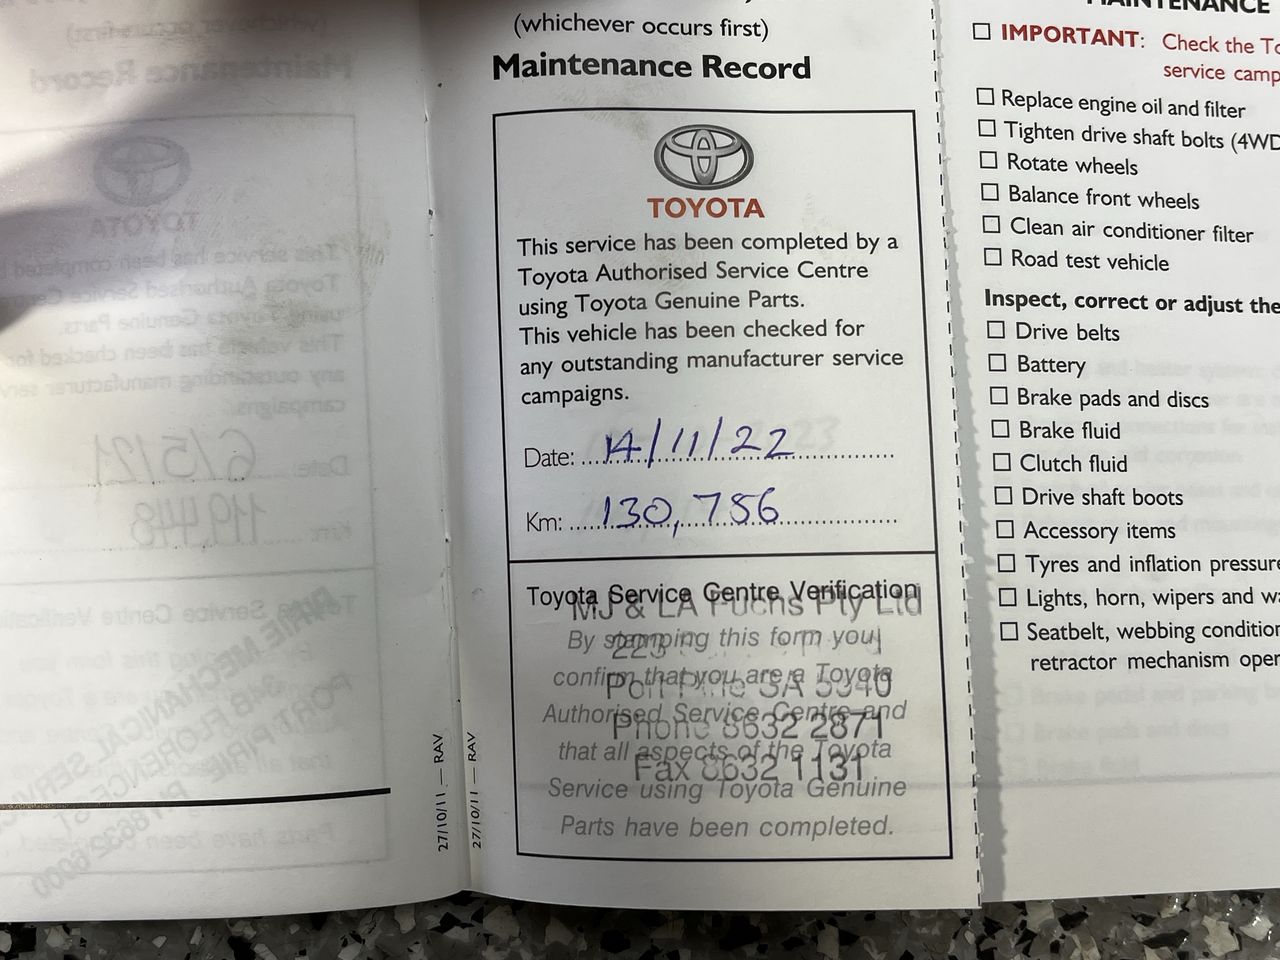 (whichever occurs first)
Maintenance Record
TOYOTA
This service has been completed by a
Toyota Authorised Service Centre
using Toyota Genuine Parts.
This vehicle has been checked for
any outstanding manufacturer service
campaigns.
Date: 14/11/22
Km: 130,756
Toyota Service Centre Verification
MJ & LA Fuchs Pty Ltd
By stamping this form you
223
confirm that you are a Toyota
Port Pirie SA 5540
Authorised Service Centre and
Phone 8632 2871
that all aspects of the Toyota
Fax 8632 1131
Service using Toyota Genuine
Parts have been completed.
27/10/11 — RAV
27/10/11 — RAV
MAINTENANCE
IMPORTANT: Check the To
service camp
Replace engine oil and filter
Tighten drive shaft bolts (4WD
Rotate wheels
Balance front wheels
Clean air conditioner filter
Road test vehicle
Inspect, correct or adjust the
Drive belts
Battery
Brake pads and discs
Brake fluid
Clutch fluid
Drive shaft boots
Accessory items
Tyres and inflation pressure
Lights, horn, wipers and wa
Seatbelt, webbing condition
retractor mechanism oper